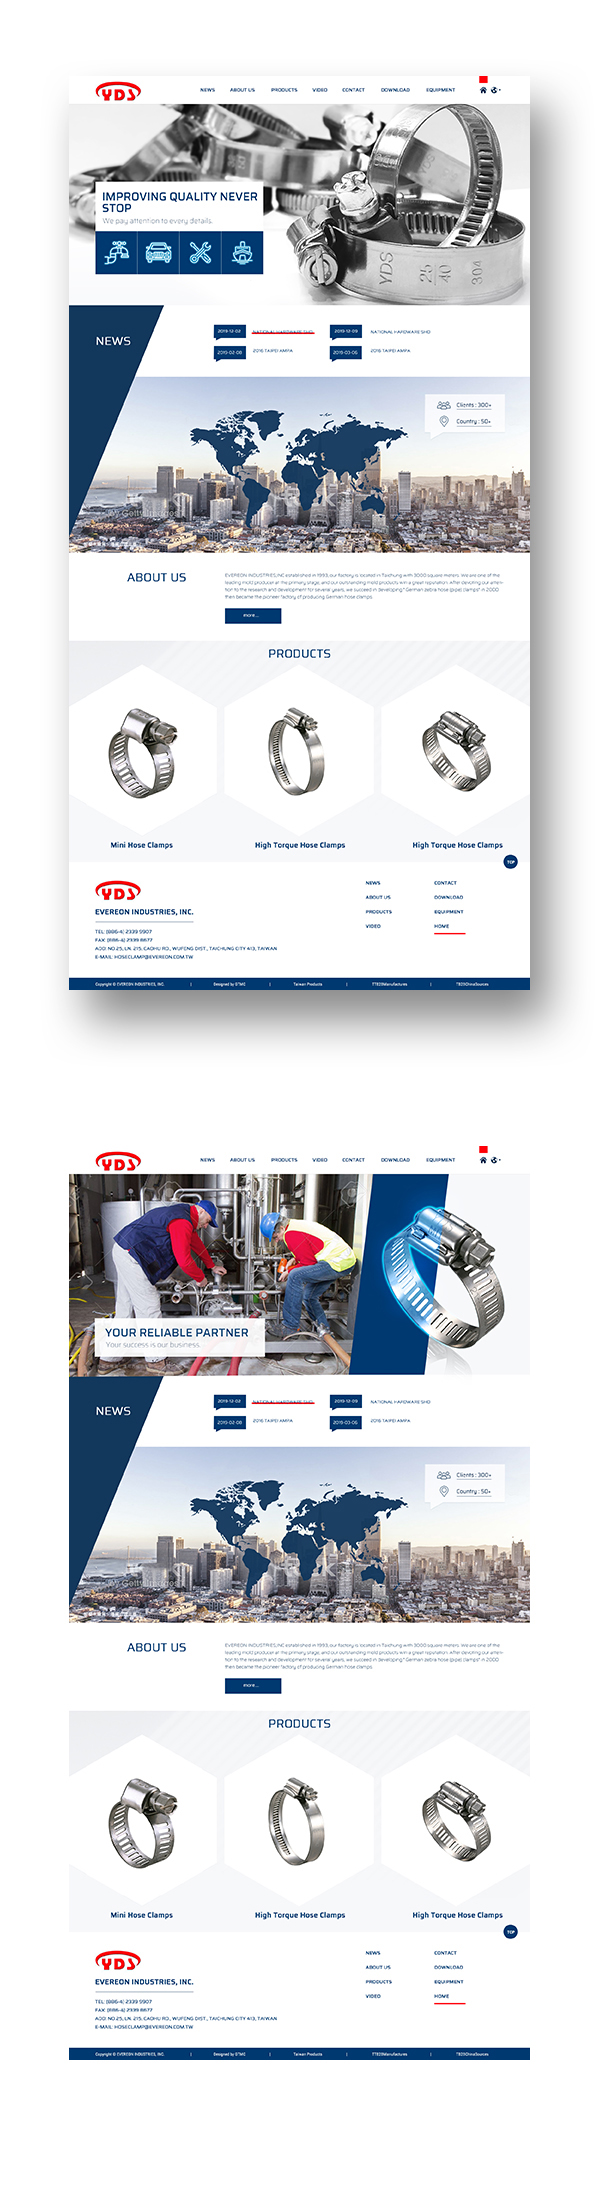 YDS
NEWS ABOUT US PRODUCTS VIDEO CONTACT DOWNLOAD EQUIPMENT
YDS
YDS 25 40 304
IMPROVING QUALITY NEVER
STOP
We pay attention to every details.
NEWS
2019-12-02 NATIONAL HARDWARE SHO 2019-12-09 NATIONAL HARDWARE SHO
2019-02-08 2016 TAIPEI AMPA 2019-03-06 2016 TAIPEI AMPA
Clients : 300+
Country : 50+
ABOUT US
EVEREON INDUSTRIES,INC established in 1993, our factory is located in Taichung with 3000 square meters. We are one of the
leading mold producer at the primary stage, and our outstanding mold products win a great reputation. After devoting our atten-
tion to the research and development for several years, we succeed in developing" German zebra hose (pipe) clamps" in 2000
then became the pioneer factory of producing German hose clamps.
more...
PRODUCTS
Mini Hose Clamps High Torque Hose Clamps High Torque Hose Clamps
TOP
YDS
EVEREON INDUSTRIES, INC.
TEL: (886-4) 2339 5907
FAX: (886-4) 2339 8677
ADD: NO.25, LN. 215, CAOHU RD., WUFENG DIST., TAICHUNG CITY 413, TAIWAN
E-MAIL: HOSECLAMP@EVEREON.COM.TW
NEWS CONTACT
ABOUT US DOWNLOAD
PRODUCTS EQUIPMENT
VIDEO HOME
Copyright © EVEREON INDUSTRIES, INC. | Designed by GTMC | Taiwan Products | TTEDManufactures | TBDSChinaSources
YDS
NEWS ABOUT US PRODUCTS VIDEO CONTACT DOWNLOAD EQUIPMENT
YOUR RELIABLE PARTNER
Your success is our business
NEWS
2019-12-02 NATIONAL HARDWARE SHO 2019-12-09 NATIONAL HARDWARE SHO
2019-02-08 2016 TAIPEI AMPA 2019-03-06 2016 TAIPEI AMPA
Clients : 300+
Country : 50+
ABOUT US
EVEREON INDUSTRIES,INC established in 1993, our factory is located in Taichung with 3000 square meters. We are one of the
leading mold producer at the primary stage, and our outstanding mold products win a great reputation. After devoting our atten-
tion to the research and development for several years, we succeed in developing" German zebra hose (pipe) clamps" in 2000
then became the pioneer factory of producing German hose clamps.
more...
PRODUCTS
Mini Hose Clamps High Torque Hose Clamps High Torque Hose Clamps
TOP
YDS
EVEREON INDUSTRIES, INC.
TEL: (886-4) 2339 5907
FAX: (886-4) 2339 8677
ADD: NO.25, LN. 215, CAOHU RD., WUFENG DIST., TAICHUNG CITY 413, TAIWAN
E-MAIL: HOSECLAMP@EVEREON.COM.TW
NEWS CONTACT
ABOUT US DOWNLOAD
PRODUCTS EQUIPMENT
VIDEO HOME
Copyright © EVEREON INDUSTRIES, INC. | Designed by GTMC | Taiwan Products